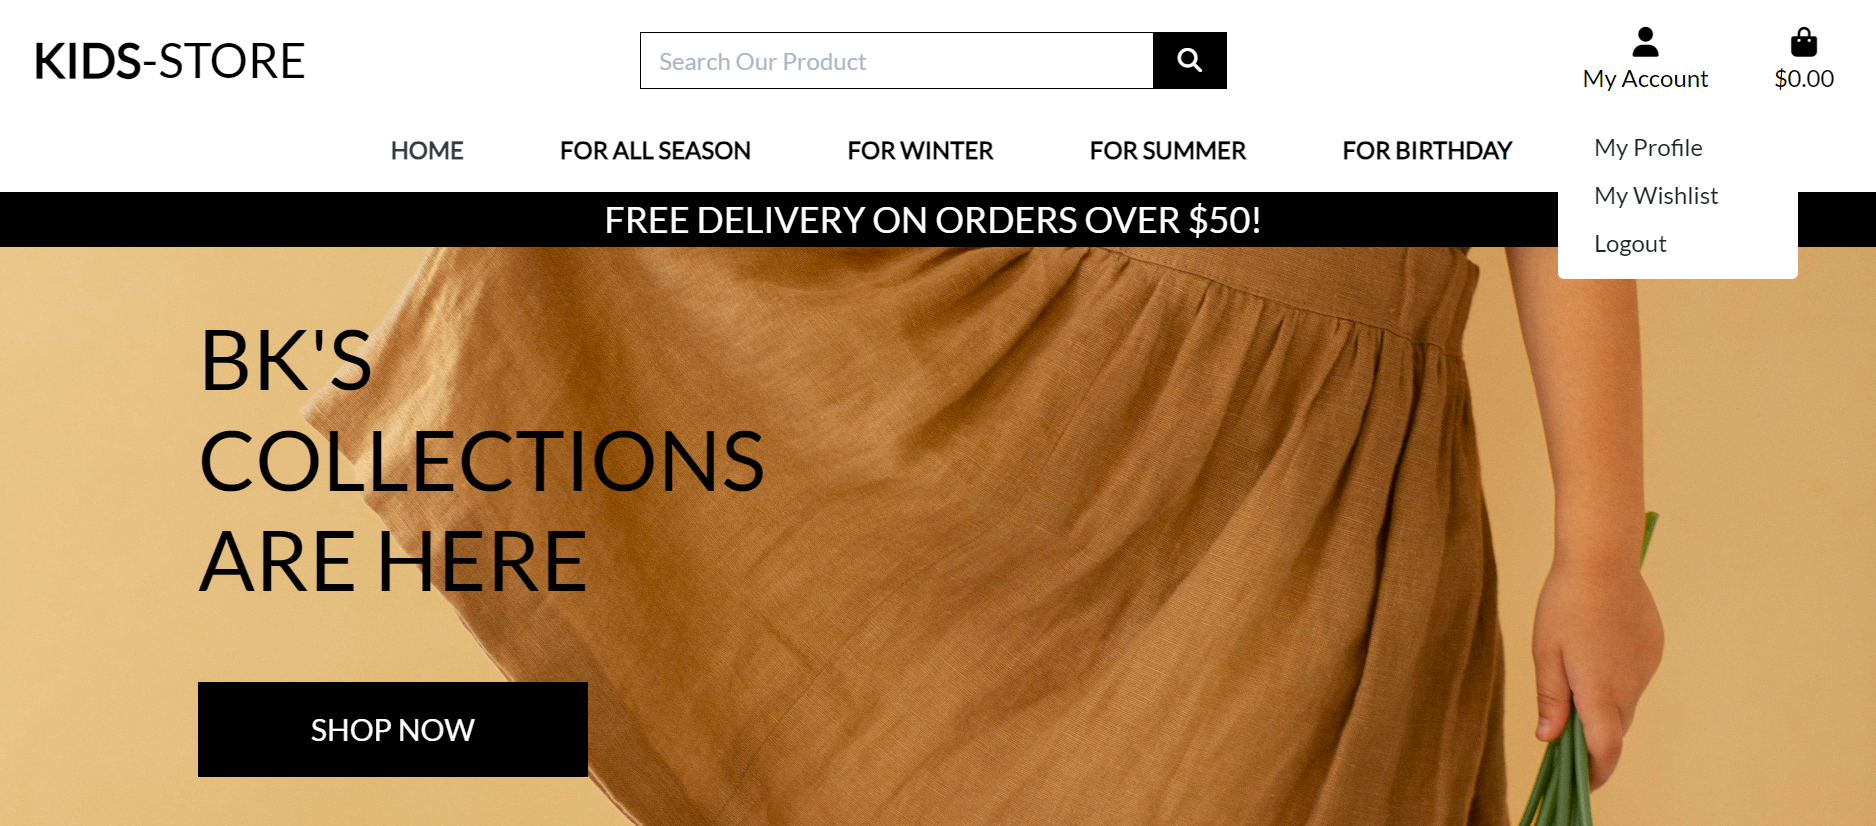 KIDS-STORE
Search Our Product
My Account
$0.00
HOME
FOR ALL SEASON
FOR WINTER
FOR SUMMER
FOR BIRTHDAY
My Profile
My Wishlist
Logout
FREE DELIVERY ON ORDERS OVER $50!
BK'S
COLLECTIONS
ARE HERE
SHOP NOW